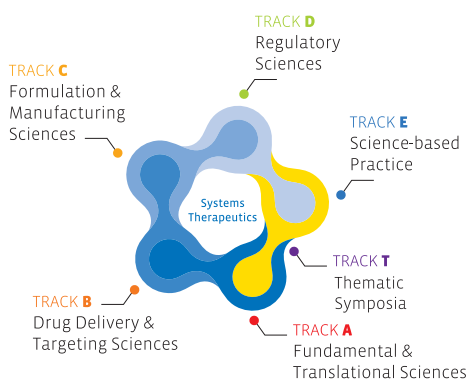 TRACK D
Regulatory
Sciences
TRACK C
Formulation &
Manufacturing
Sciences
TRACK E
Science-based
Practice
Systems
Therapeutics
TRACK T
Thematic
Symposia
TRACK B
Drug Delivery &
Targeting Sciences
TRACK A
Fundamental &
Translational Sciences